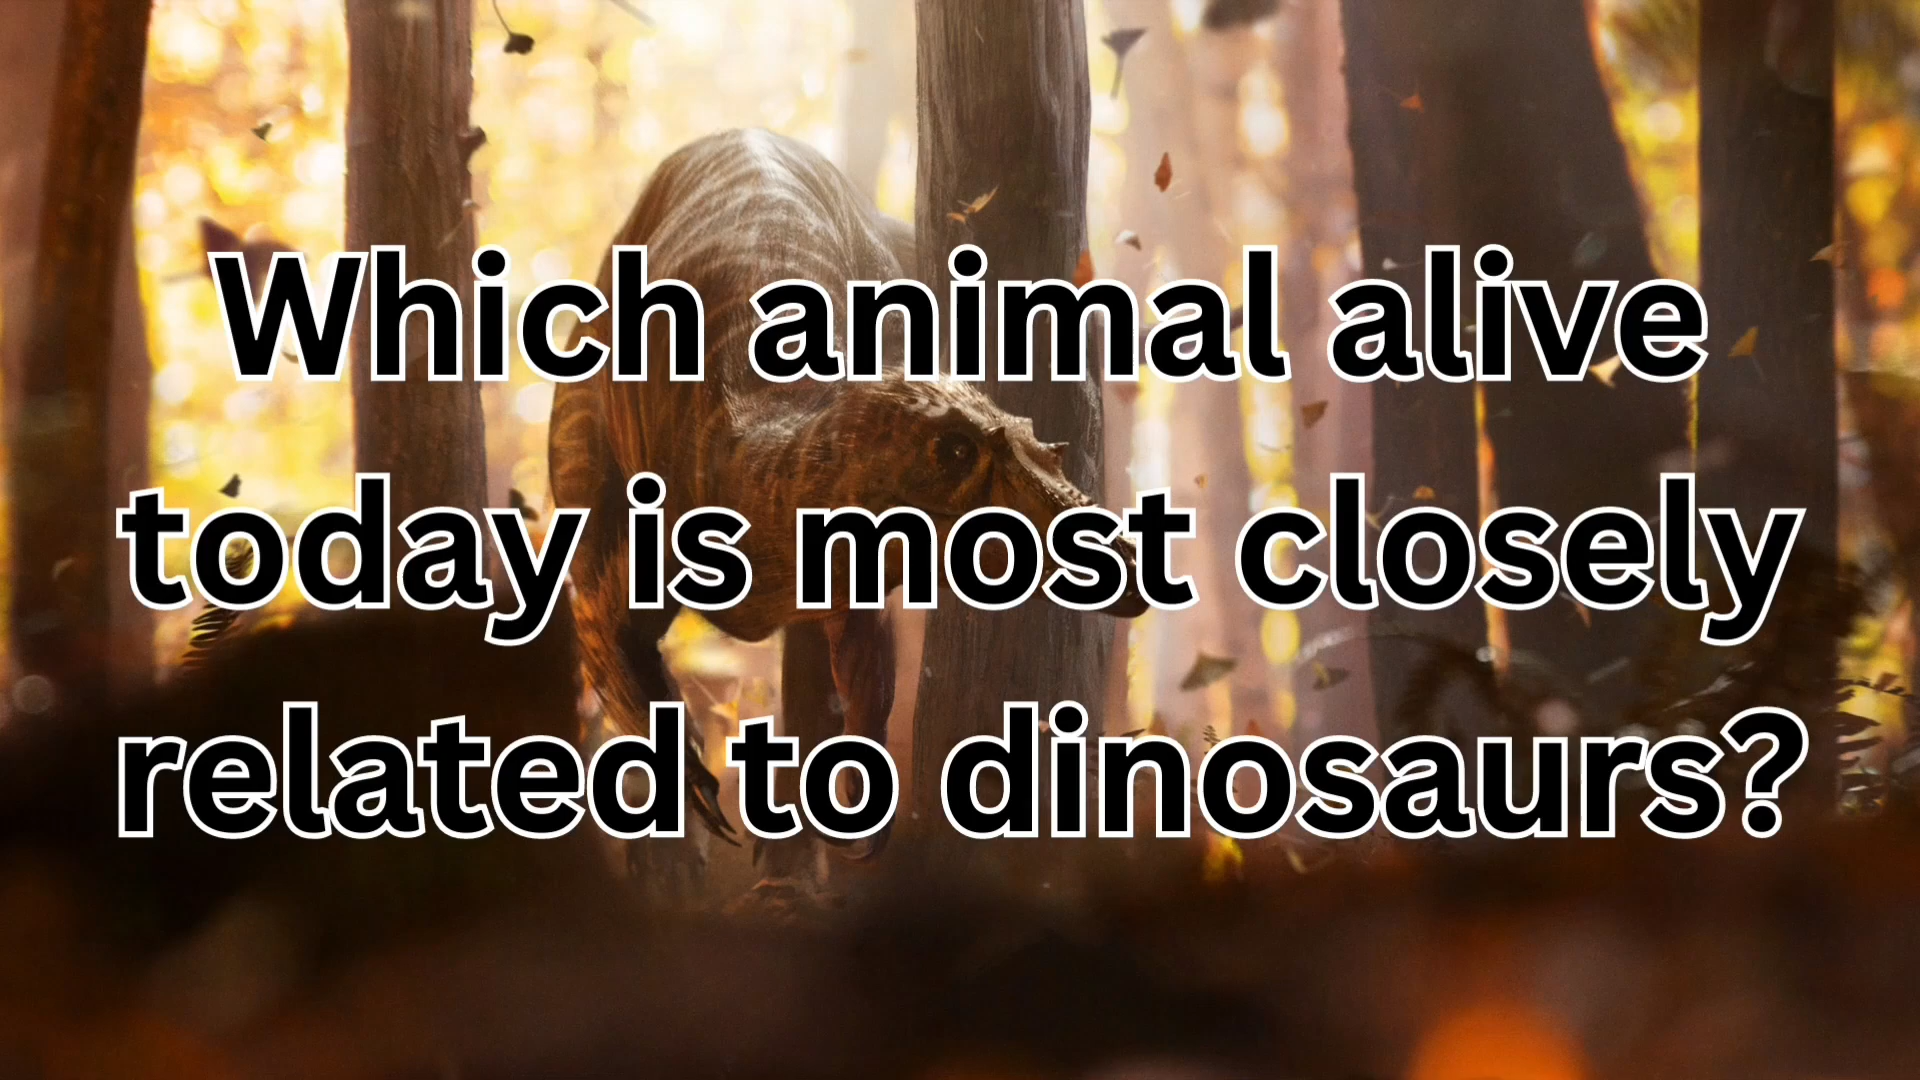 Which animal alive
today is most closely
related to dinosaurs?